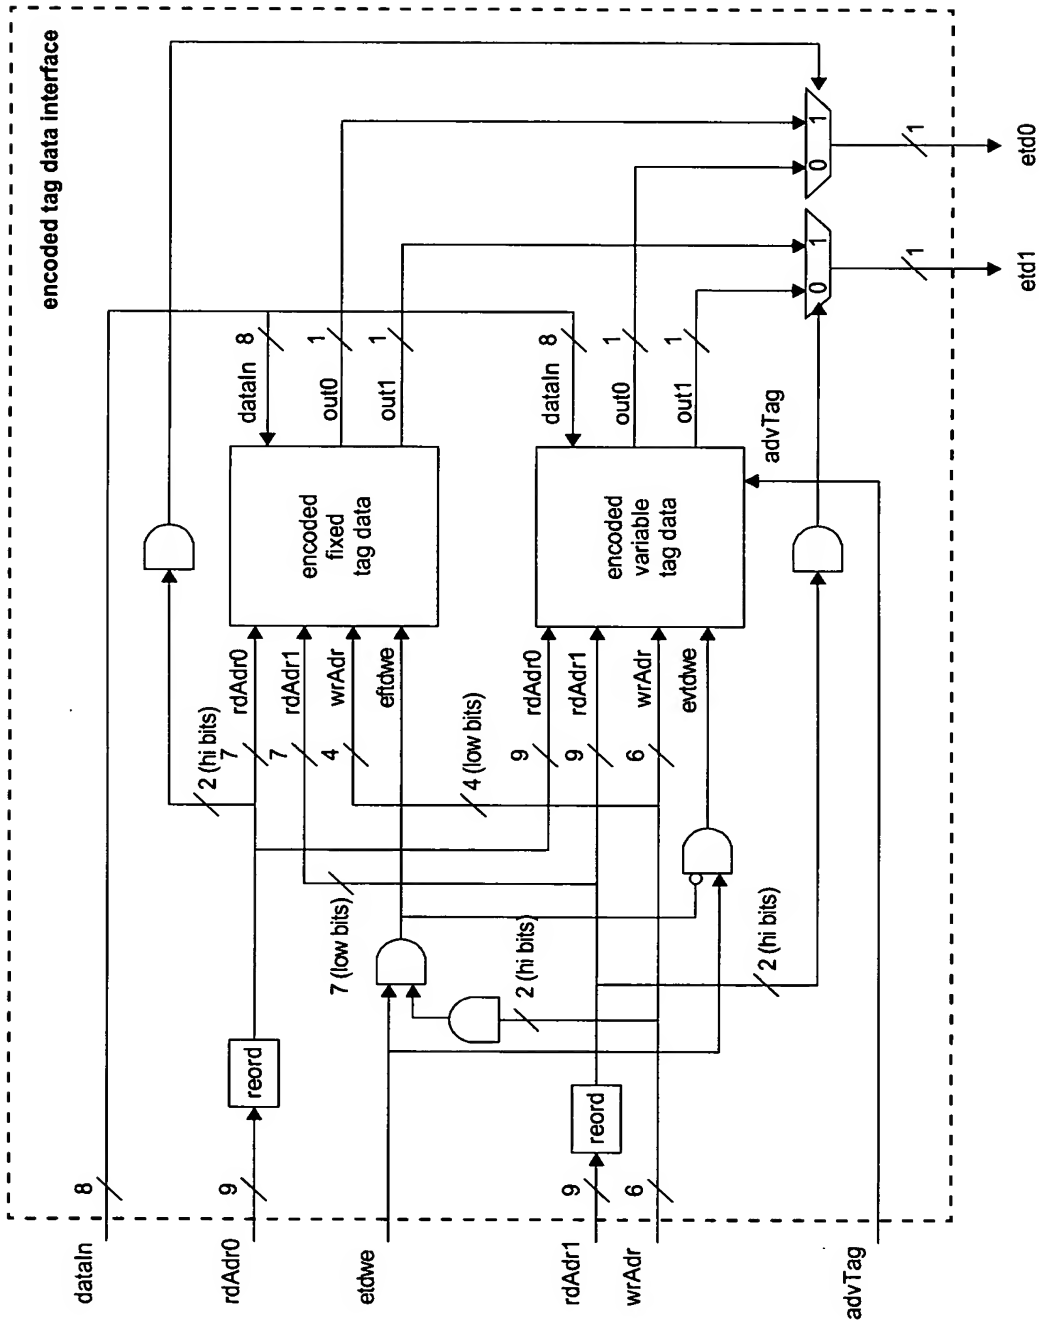 encoded tag data interface
dataIn
8
rdAdr0
9
reord
etdwe
rdAdr1
9
reord
wrAdr
6
advTag
2 (hi bits)
7
rdAdr0
7 (low bits)
7
rdAdr1
4
wrAdr
eftdwe
2 (hi bits)
4 (low bits)
9
rdAdr0
9
rdAdr1
6
wrAdr
evtdwe
2 (hi bits)
encoded
fixed
tag data
encoded
variable
tag data
dataIn
8
out0
1
out1
1
dataIn
8
out0
1
out1
1
advTag
0 1
0 1
1
etd0
1
etd1